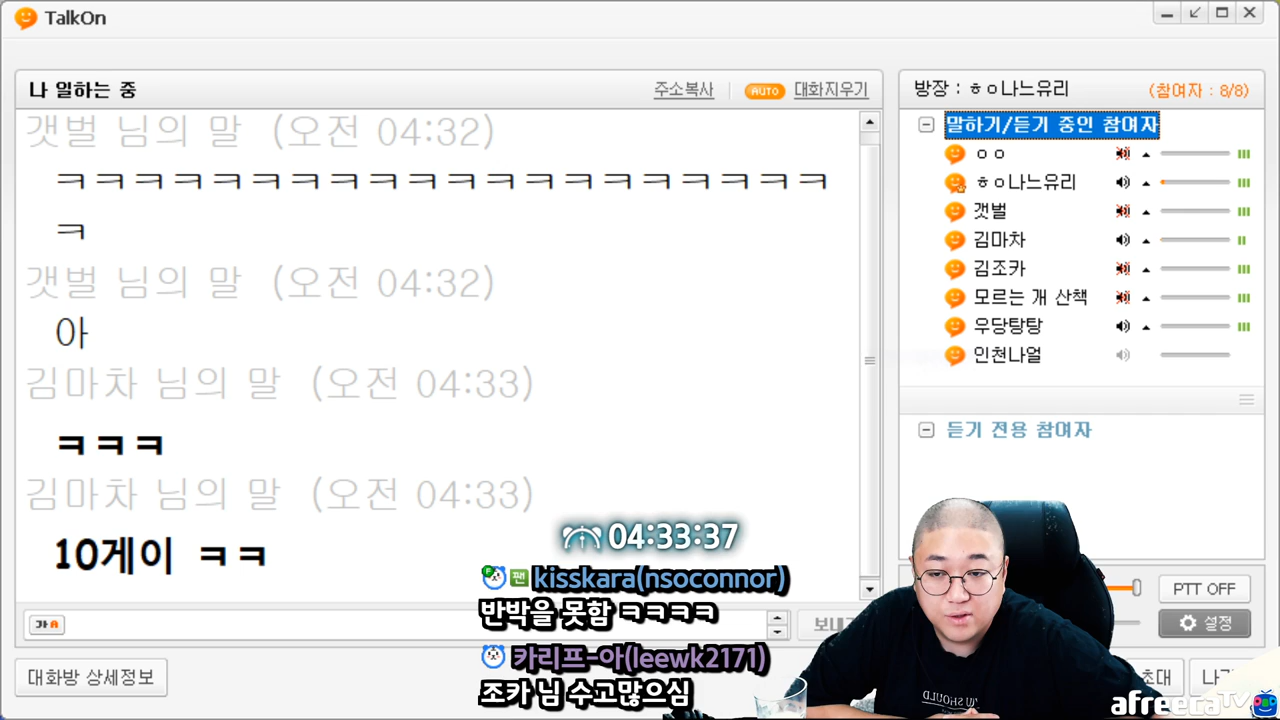 TalkOn
나 일하는 중
주소복사
AUTO 대화지우기
갯벌 님의 말 (오전 04:32)
ㅋㅋㅋㅋㅋㅋㅋㅋㅋㅋㅋㅋㅋㅋㅋㅋㅋㅋㅋㅋ
ㅋ
갯벌 님의 말 (오전 04:32)
아
김마차 님의 말 (오전 04:33)
ㅋㅋㅋ
김마차 님의 말 (오전 04:33)
10게이 ㅋㅋ
가A
보내기
대화방 상세정보
방장 : ㅎㅇ나느유리
(참여자 : 8/8)
말하기/듣기 중인 참여자
ㅇㅇ
ㅎㅇ나느유리
갯벌
김마차
김조카
모르는 개 산책
우당탕탕
인천나얼
듣기 전용 참여자
PTT OFF
설정
초대
04:33:37
팬 kisskara(nsoconnor)
반박을 못함 ㅋㅋㅋㅋ
카리프-아(leewk2171)
조카 님 수고많으심
afreecaTV